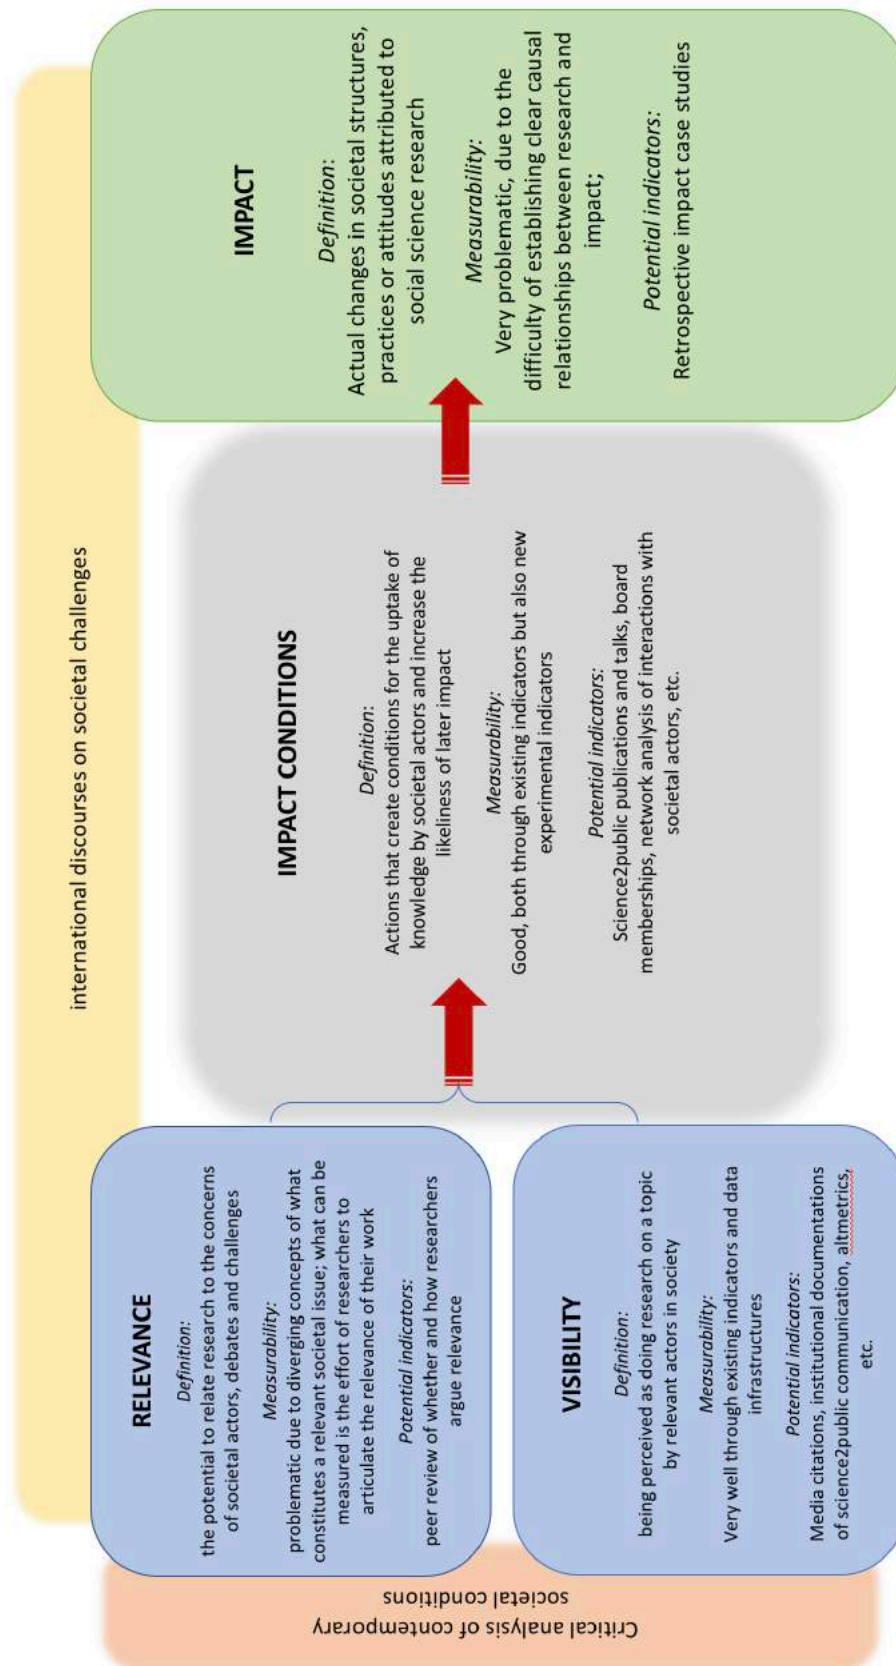 international discourses on societal challenges
Critical analysis of contemporary
societal conditions
RELEVANCE
Definition:
the potential to relate research to the concerns
of societal actors, debates and challenges
Measurability:
problematic due to diverging concepts of what
constitutes a relevant societal issue; what can be
measured is the effort of researchers to
articulate the relevance of their work
Potential indicators:
peer review of whether and how researchers
argue relevance
VISIBILITY
Definition:
being perceived as doing research on a topic
by relevant actors in society
Measurability:
Very well through existing indicators and data
infrastructures
Potential indicators:
Media citations, institutional documentations
of science2public communication, altmetrics,
etc.
IMPACT CONDITIONS
Definition:
Actions that create conditions for the uptake of
knowledge by societal actors and increase the
likeliness of later impact
Measurability:
Good, both through existing indicators but also new
experimental indicators
Potential indicators:
Science2public publications and talks, board
memberships, network analysis of interactions with
societal actors, etc.
IMPACT
Definition:
Actual changes in societal structures,
practices or attitudes attributed to
social science research
Measurability:
Very problematic, due to the
difficulty of establishing clear causal
relationships between research and
impact;
Potential indicators:
Retrospective impact case studies